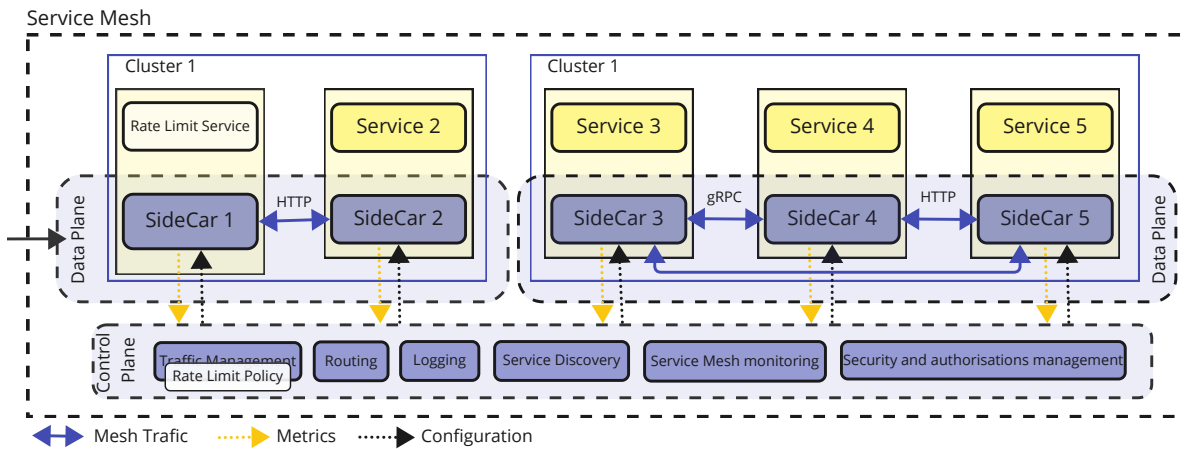 Service Mesh
Cluster 1
Cluster 1
Rate Limit Service
Service 2
Service 3
Service 4
Service 5
Data Plane
SideCar 1
HTTP
SideCar 2
SideCar 3
gRPC
SideCar 4
HTTP
SideCar 5
Data Plane
Control
Plane
Traffic Management
Rate Limit Policy
Routing
Logging
Service Discovery
Service Mesh monitoring
Security and authorisations management
Mesh Trafic
Metrics
Configuration